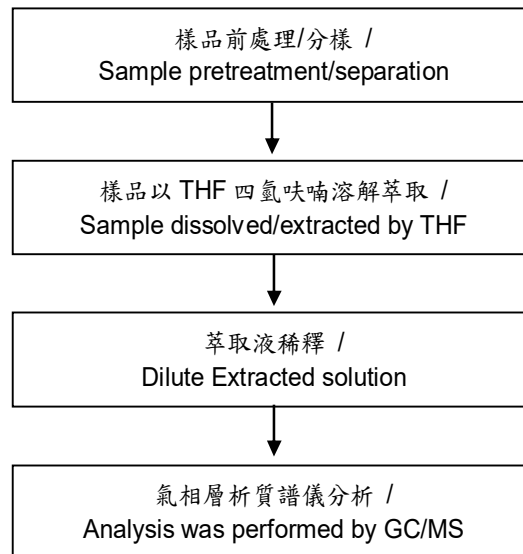 樣品前處理/分樣 /
Sample pretreatment/separation
樣品以 THF 四氫呋喃溶解萃取 /
Sample dissolved/extracted by THF
萃取液稀釋 /
Dilute Extracted solution
氣相層析質譜儀分析 /
Analysis was performed by GC/MS